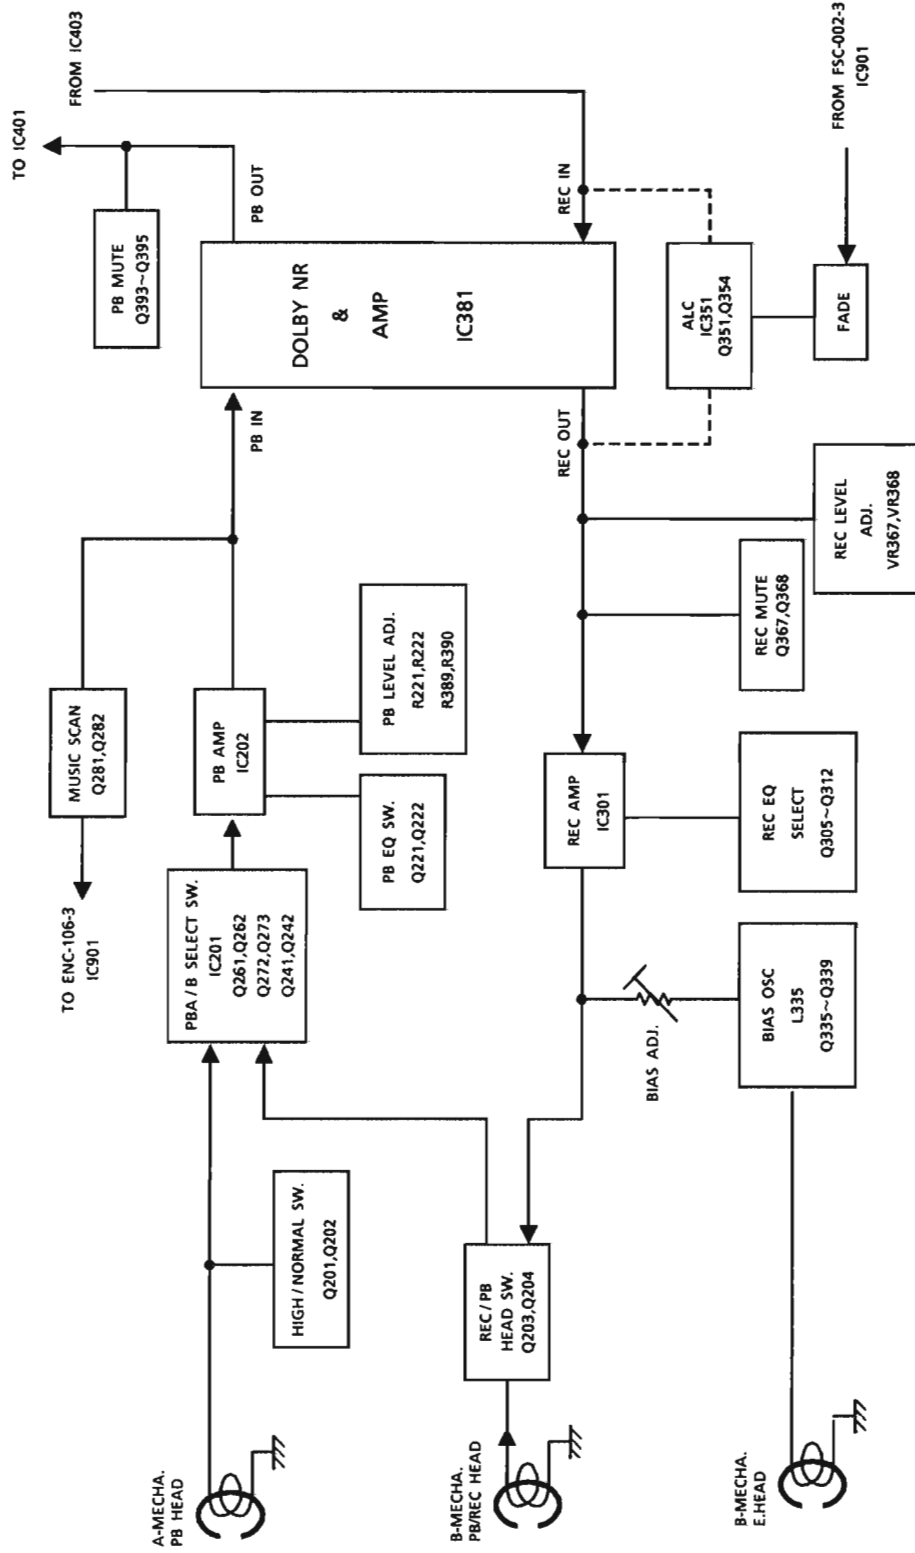 A-MECHA.
PB HEAD
HIGH/NORMAL SW.
Q201,Q202
TO ENC-106-3
IC901
MUSIC SCAN
Q281,Q282
PBA/B SELECT SW.
IC201
Q261,Q262
Q272,Q273
Q241,Q242
PB AMP
IC202
PB EQ SW.
Q221,Q222
PB LEVEL ADJ.
R221,R222
R389,R390
PB IN
DOLBY NR
&
AMP
IC381
PB OUT
PB MUTE
Q393~Q395
TO IC401
FROM IC403
REC IN
REC OUT
ALC
IC351
Q351,Q354
FADE
FROM FSC-002-3
IC901
REC LEVEL
ADJ.
VR367,VR368
REC MUTE
Q367,Q368
REC AMP
IC301
REC EQ
SELECT
Q305~Q312
BIAS ADJ.
BIAS OSC
L335
Q335~Q339
REC/PB
HEAD SW.
Q203,Q204
B-MECHA.
PB/REC HEAD
B-MECHA.
E.HEAD